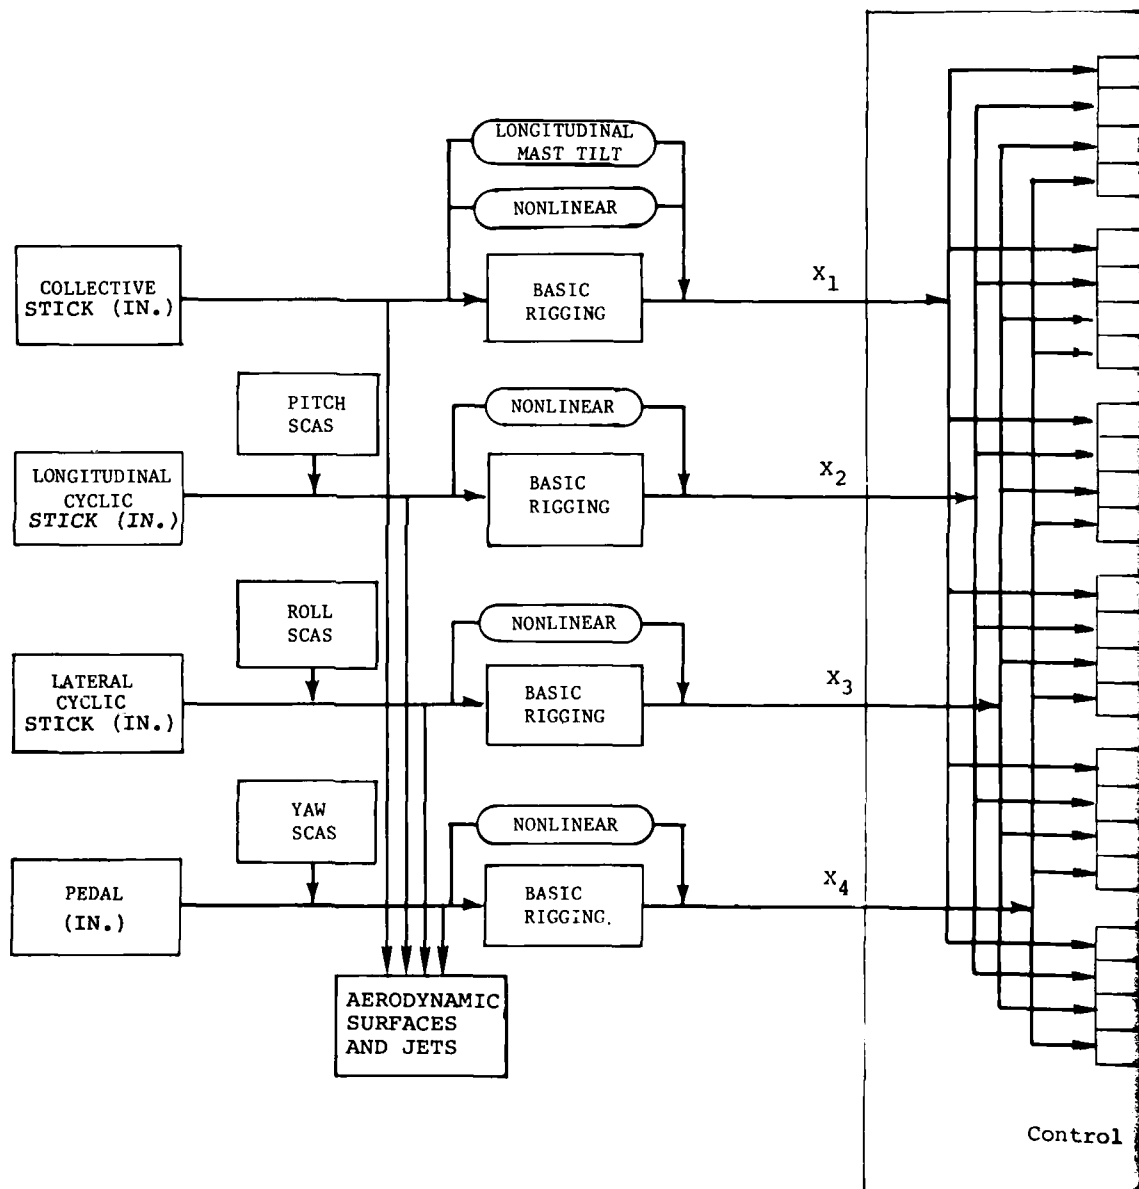 LONGITUDINAL
MAST TILT
NONLINEAR
COLLECTIVE
STICK (IN.)
BASIC
RIGGING
X1
PITCH
SCAS
NONLINEAR
LONGITUDINAL
CYCLIC
STICK (IN.)
BASIC
RIGGING
X2
ROLL
SCAS
NONLINEAR
LATERAL
CYCLIC
STICK (IN.)
BASIC
RIGGING
X3
YAW
SCAS
NONLINEAR
PEDAL
(IN.)
BASIC
RIGGING.
X4
AERODYNAMIC
SURFACES
AND JETS
Control